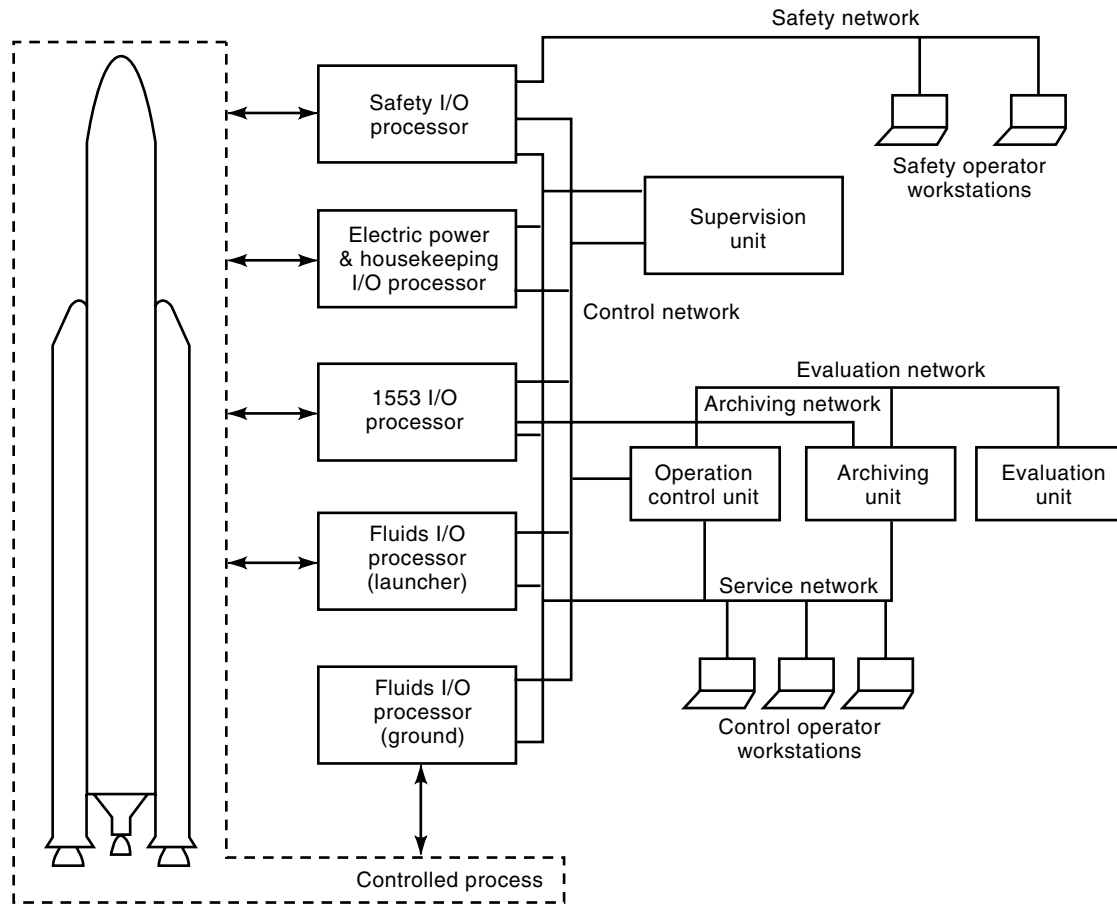 Safety network
Safety I/O
processor
Safety operator
workstations
Supervision
unit
Electric power
& housekeeping
I/O processor
Control network
Evaluation network
Archiving network
1553 I/O
processor
Operation
control unit
Archiving
unit
Evaluation
unit
Fluids I/O
processor
(launcher)
Service network
Fluids I/O
processor
(ground)
Control operator
workstations
Controlled process